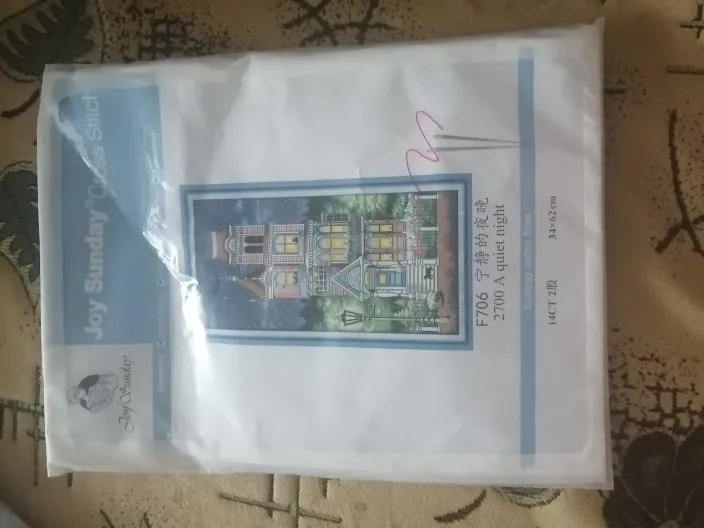 Joy Sunday
Joy Sunday® Cross Stitch
F706 宁静的夜晚
2700 A quiet night
Ecology cotton floss
14CT 2股 34×62cm